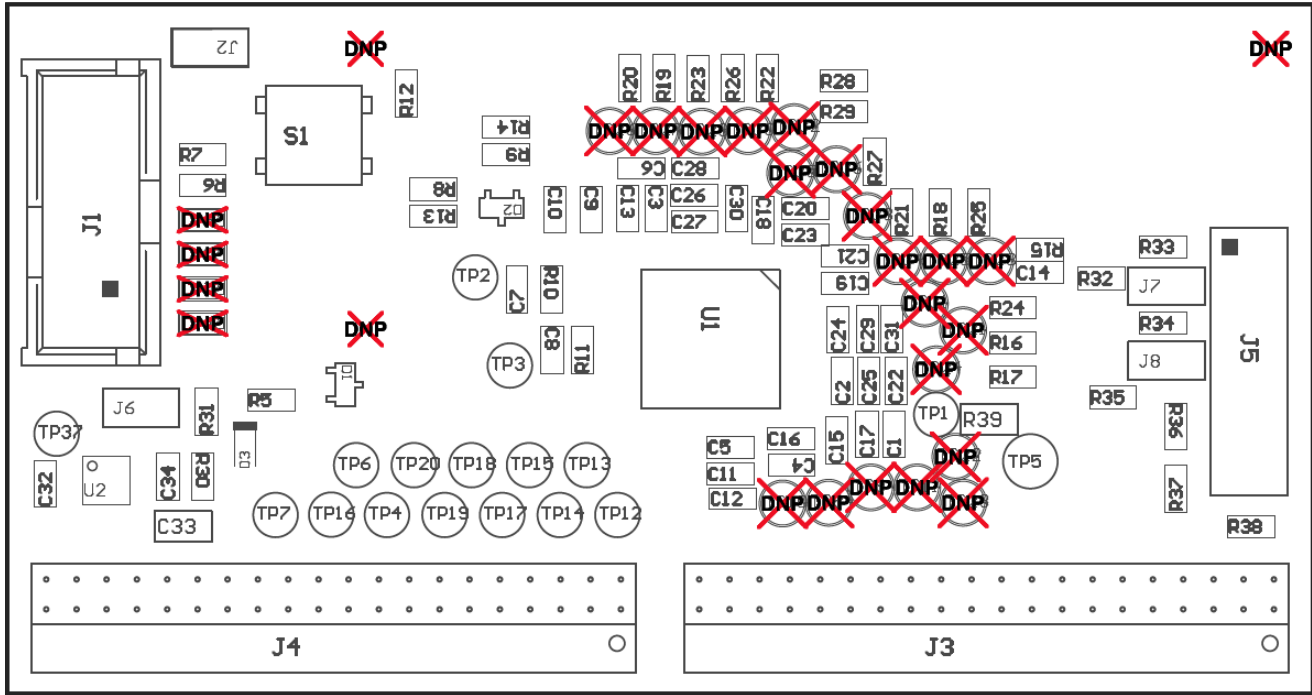 J2
DNP
DNP
R20
R19
R23
R26
R22
R28
R12
R29
DNP
DNP
DNP
DNP
DNP
R14
S1
R7
R9
C6
C28
DNP
DNP
R27
R6
R8
C26
D2
C10
C9
C13
C3
C30
C18
C20
R13
C27
DNP
R21
R18
R25
J1
DNP
C23
R33
DNP
C21
DNP
DNP
DNP
R15
C14
TP2
C7
R10
C19
R32
J7
DNP
DNP
R24
DNP
DNP
U1
C24
C29
C31
DNP
R34
C8
R11
R16
J5
TP3
DNP
J8
D1
C2
C25
C22
R17
J6
R31
R5
R35
TP1
R39
TP37
R36
C5
C16
C15
C17
C1
D3
DNP
TP6
TP20
TP18
TP15
TP13
C4
TP5
C32
U2
C34
R30
C11
DNP
DNP
R37
C12
DNP
DNP
DNP
TP7
TP16
TP4
TP19
TP17
TP14
TP12
C33
R38
J4
J3